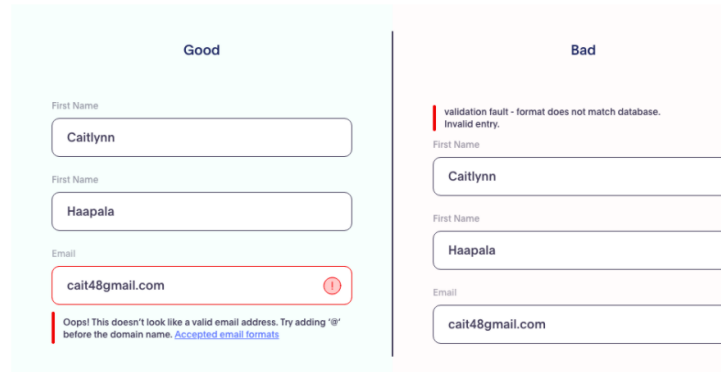 Good
First Name
Caitlynn
First Name
Haapala
Email
cait48gmail.com
!
Oops! This doesn't look like a valid email address. Try adding ‘@’
before the domain name. Accepted email formats
Bad
validation fault - format does not match database.
Invalid entry.
First Name
Caitlynn
First Name
Haapala
Email
cait48gmail.com